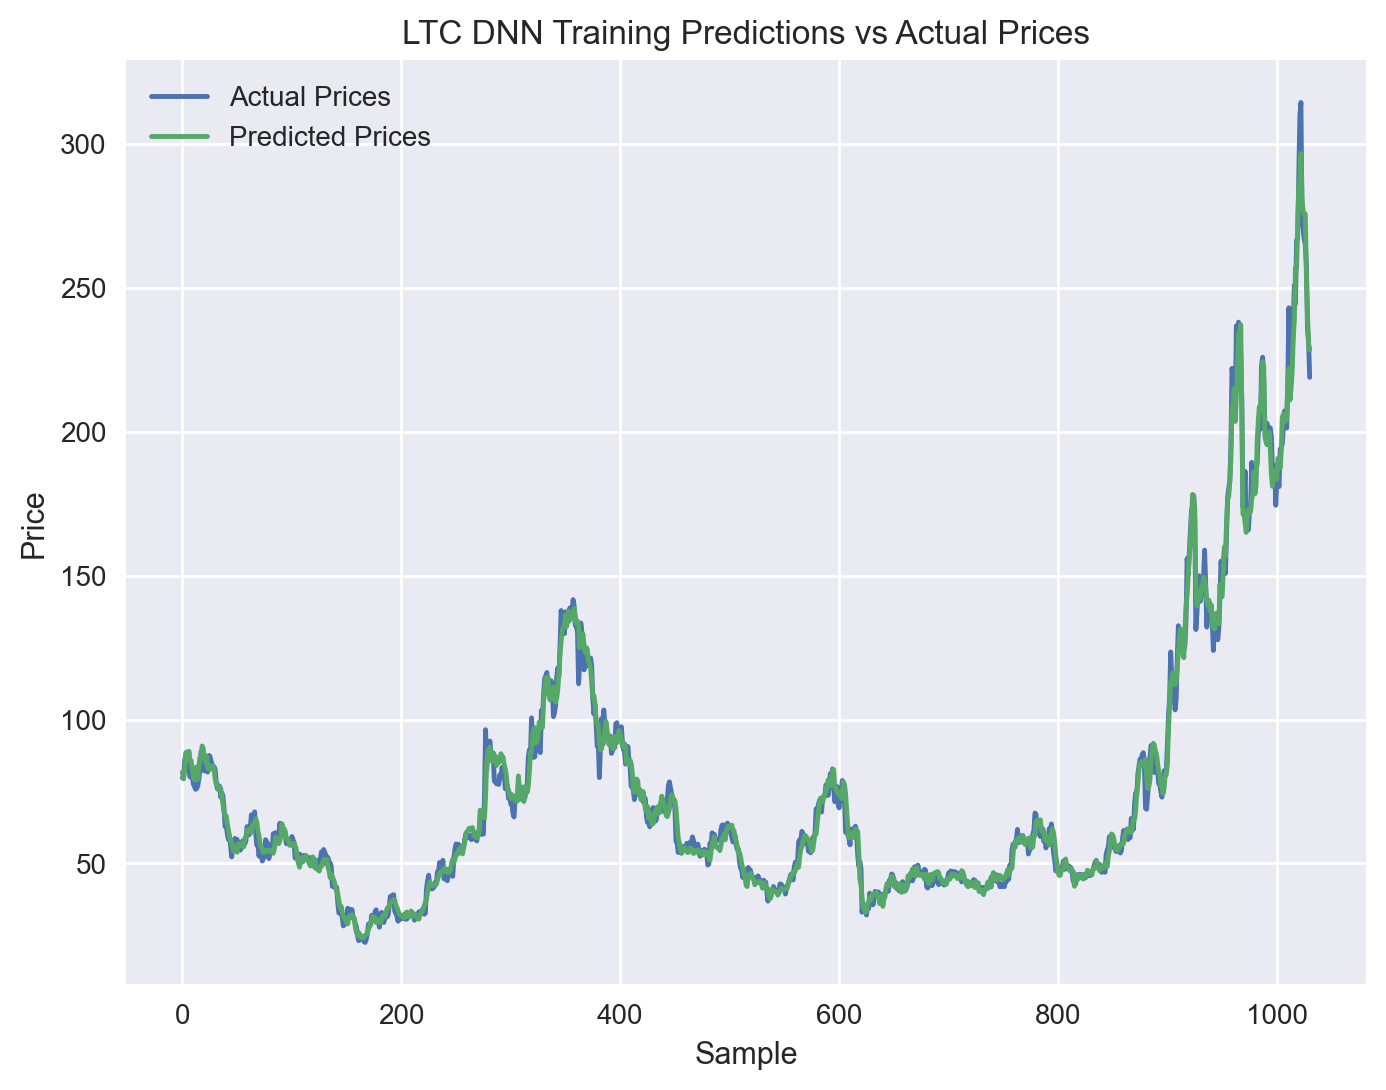 LTC DNN Training Predictions vs Actual Prices
Actual Prices
Predicted Prices
300
250
200
150
100
50
Price
0 200 400 600 800 1000
Sample